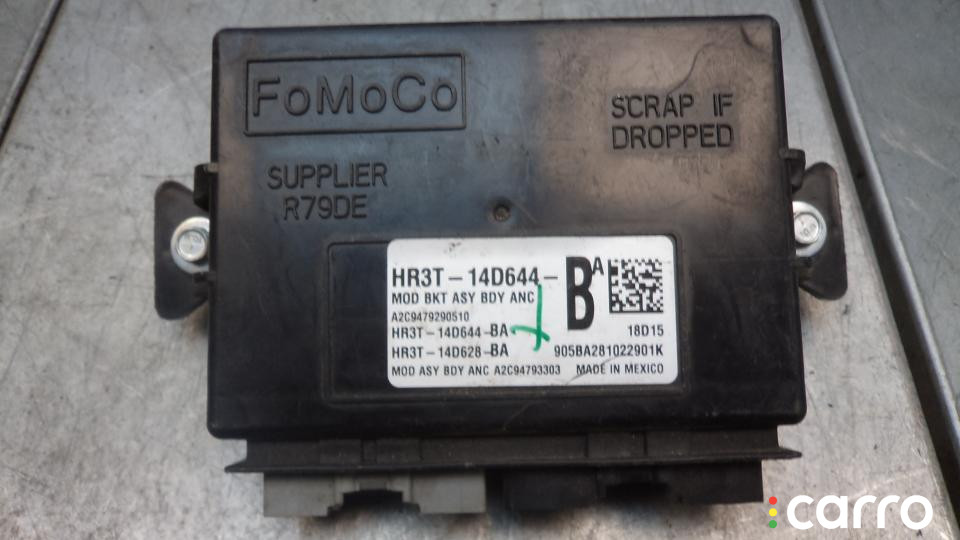 FoMoCo
SCRAP IF
DROPPED
SUPPLIER
R79DE
HR3T-14D644-BA
MOD BKT ASY BDY ANC
A2C9479290510
HR3T-14D644-BA
18D15
HR3T-14D628-BA
905BA281022901K
MOD ASY BDY ANC A2C94793303
MADE IN MEXICO
carro